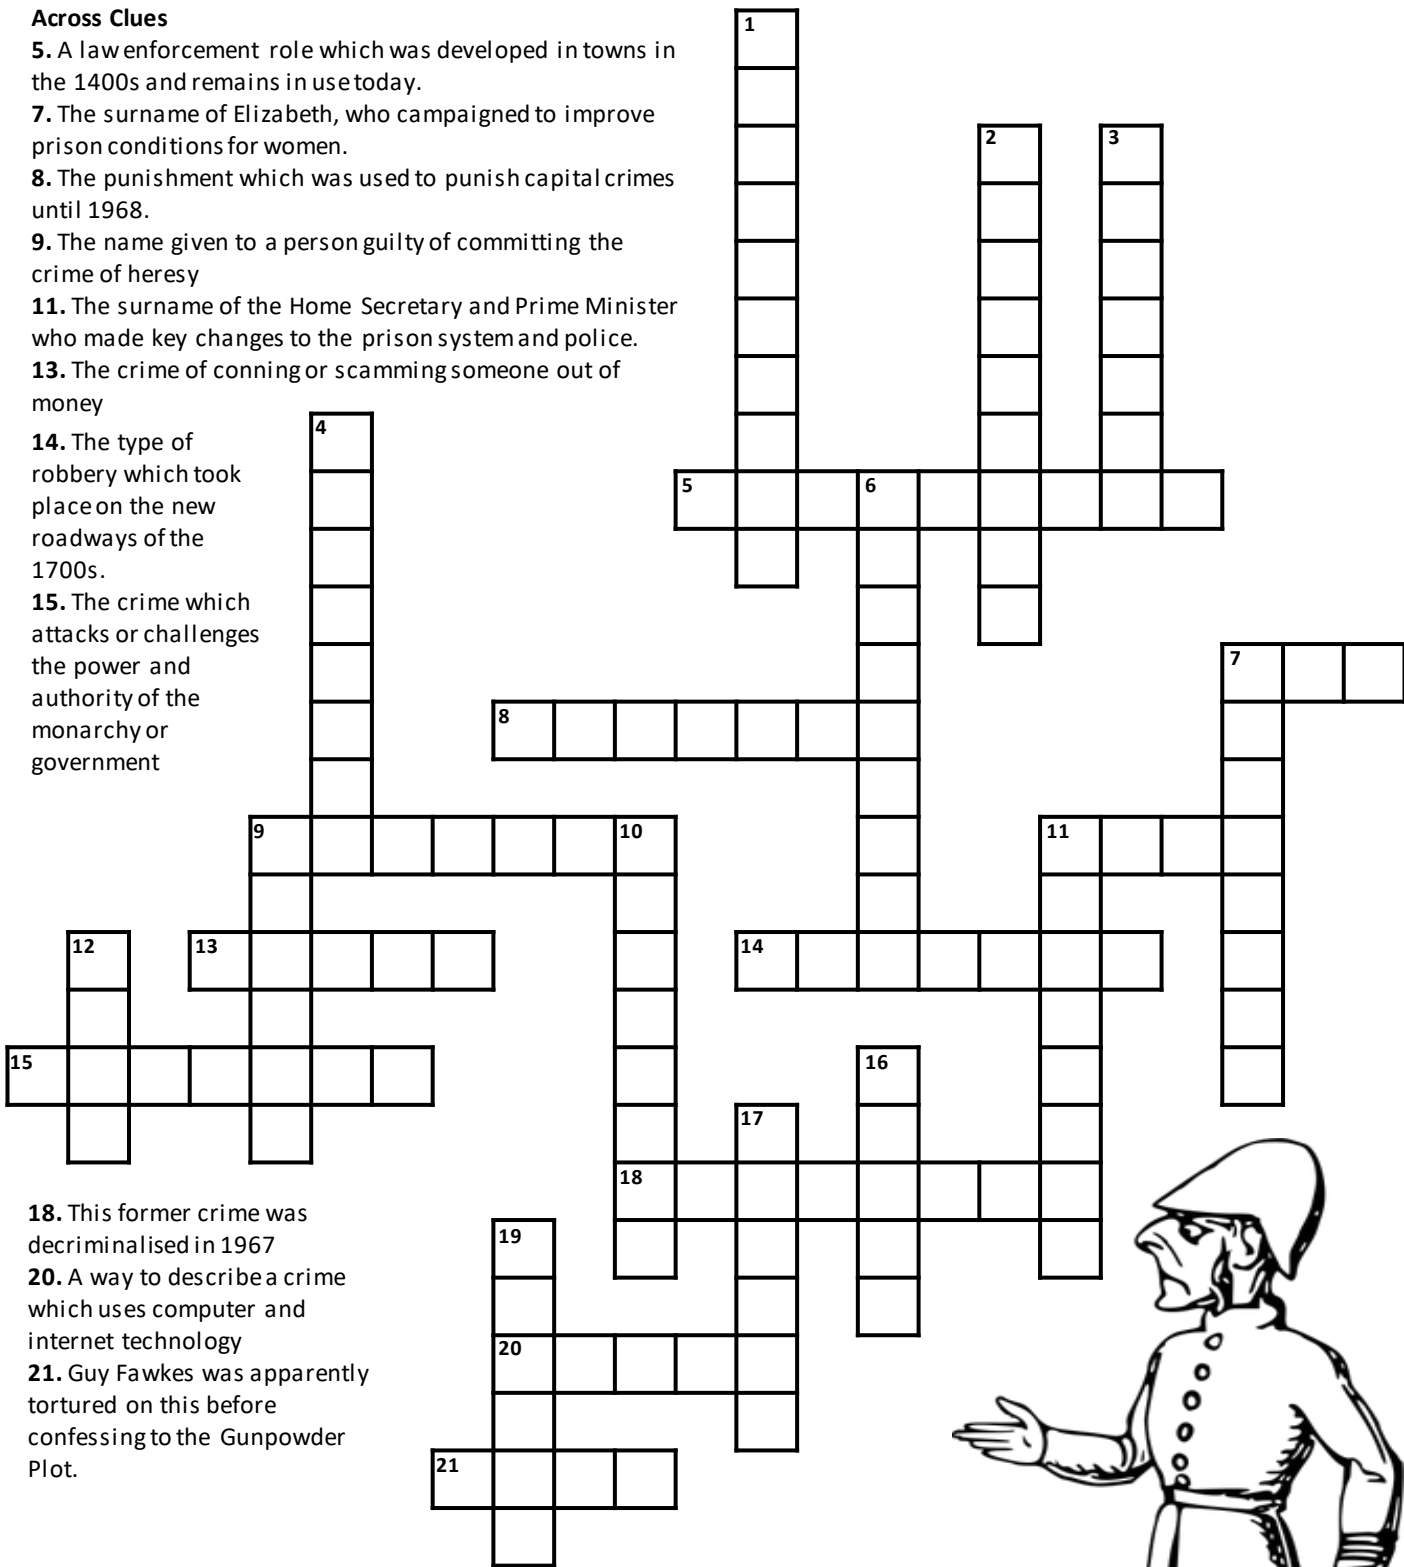 Across Clues
5. A law enforcement role which was developed in towns in
the 1400s and remains in use today.
7. The surname of Elizabeth, who campaigned to improve
prison conditions for women.
8. The punishment which was used to punish capital crimes
until 1968.
9. The name given to a person guilty of committing the
crime of heresy
11. The surname of the Home Secretary and Prime Minister
who made key changes to the prison system and police.
13. The crime of conning or scamming someone out of
money
14. The type of
robbery which took
place on the new
roadways of the
1700s.
15. The crime which
attacks or challenges
the power and
authority of the
monarchy or
government
18. This former crime was
decriminalised in 1967
20. A way to describe a crime
which uses computer and
internet technology
21. Guy Fawkes was apparently
tortured on this before
confessing to the Gunpowder
Plot.
1
2 3
4
5 6
7
8
9 10 11
12 13 14
15 16
17
18
19
20
21